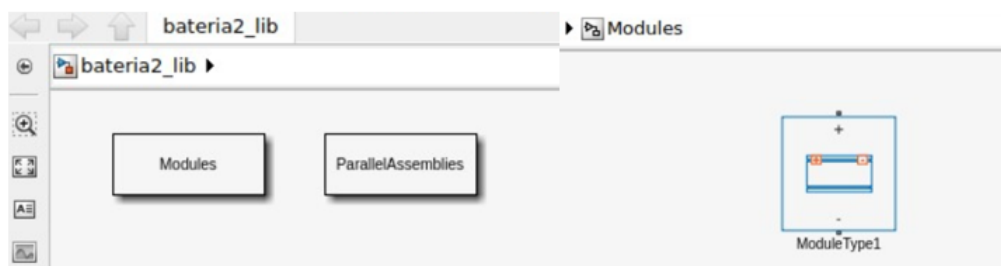 bateria2_lib
bateria2_lib
Modules
ParallelAssemblies
Modules
+
-
ModuleType1